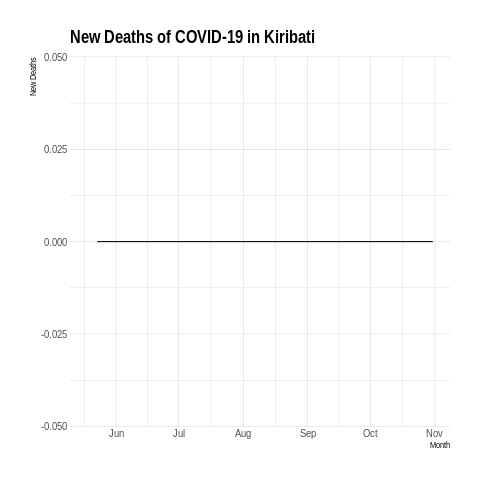 New Deaths of COVID-19 in Kiribati
New Deaths
0.050
0.025
0.000
-0.025
-0.050
Jun Jul Aug Sep Oct Nov
Month